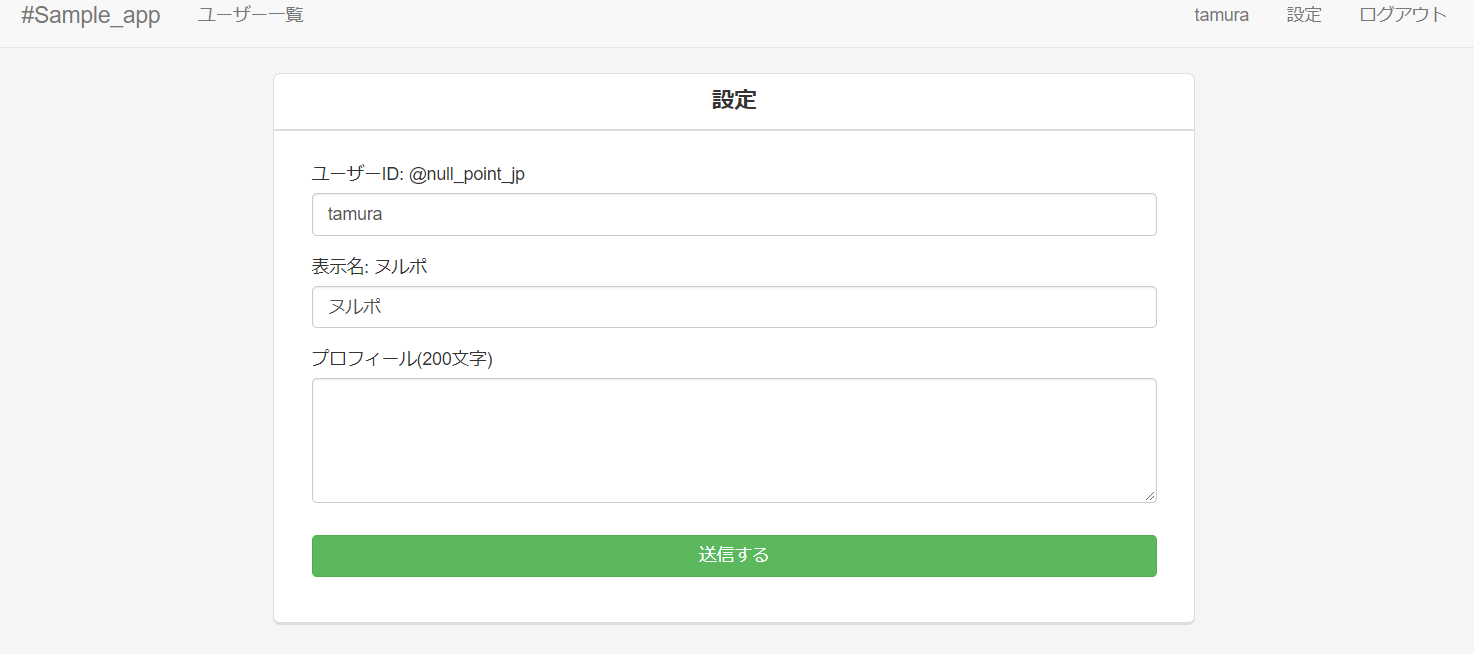 #Sample_app ユーザー一覧 tamura 設定 ログアウト
設定
ユーザーID: @null_point_jp
tamura
表示名: ヌルポ
ヌルポ
プロフィール(200文字)
送信する